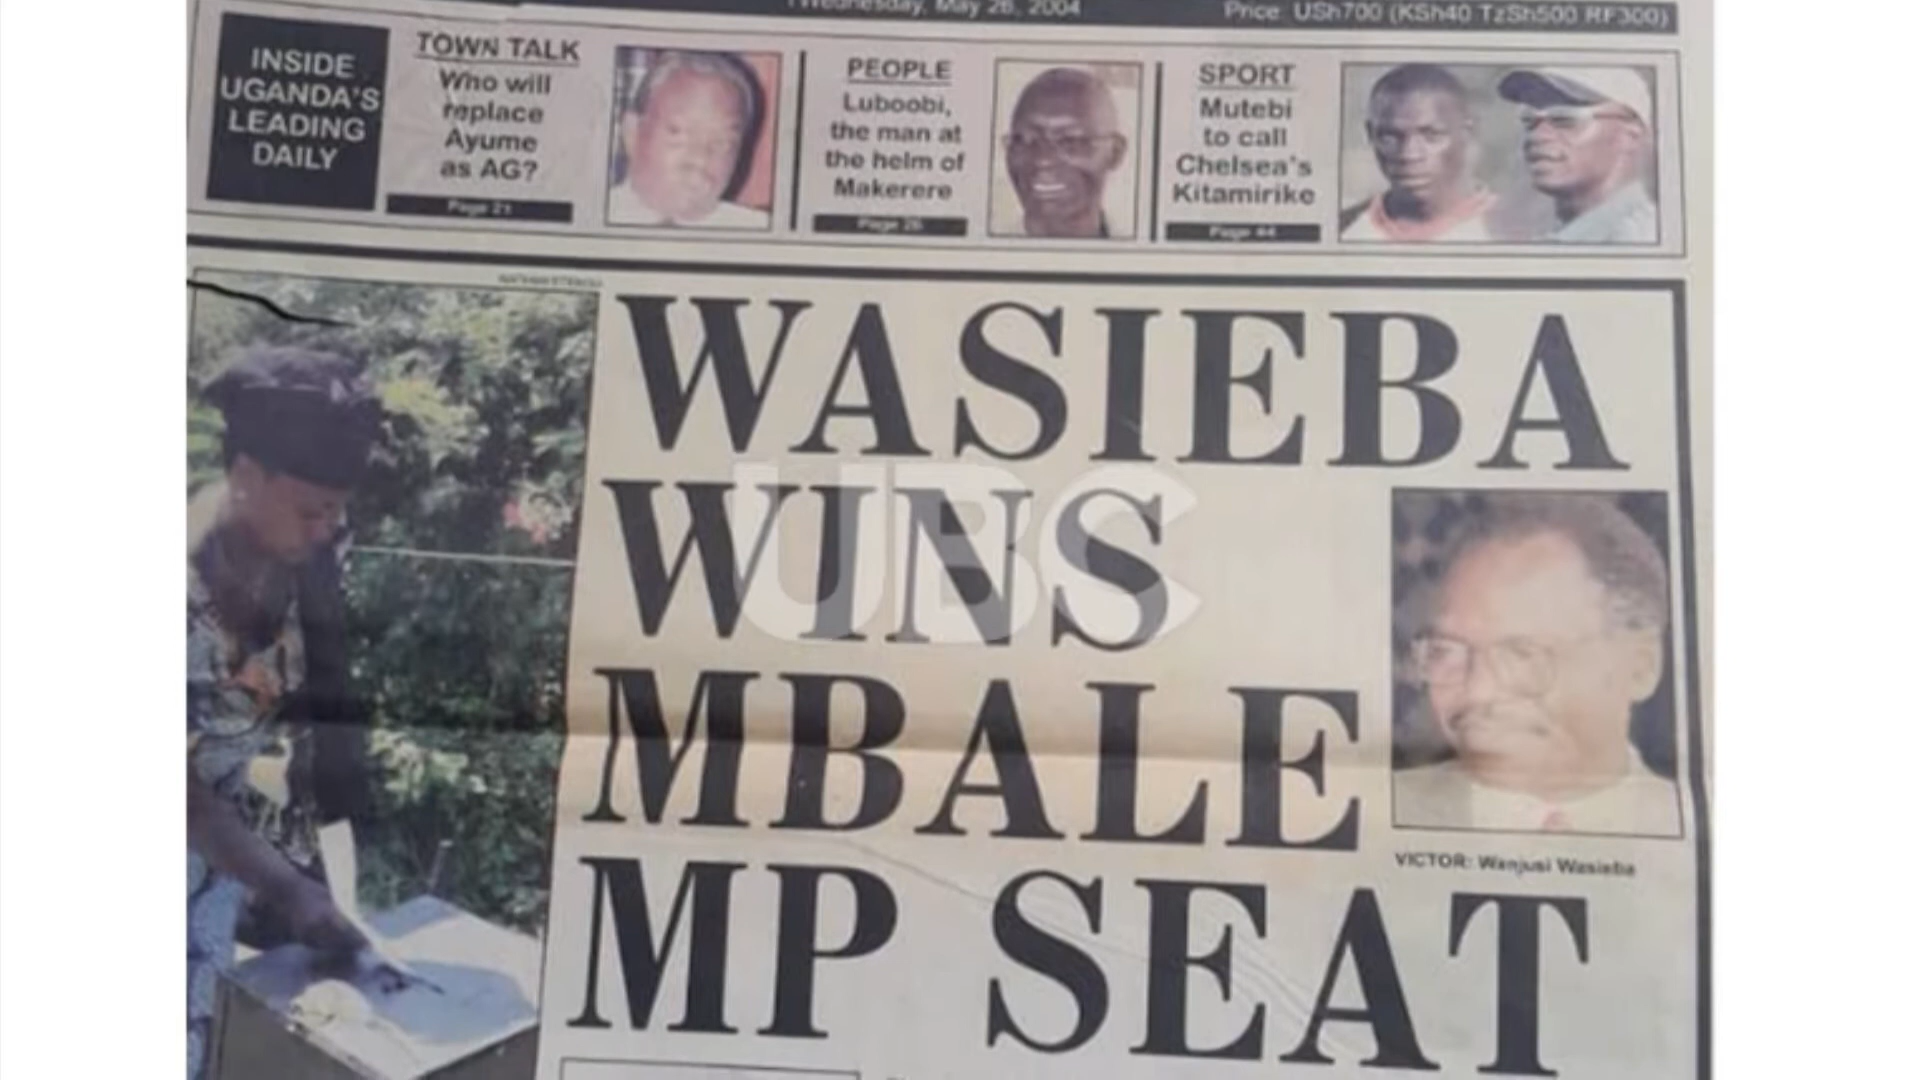 Wednesday, May 26, 2004
Price: USh700 (KSh40 TzSh500 RF300)
INSIDE
UGANDA'S
LEADING
DAILY
TOWN TALK
Who will
replace
Ayume
as AG?
Page 21
PEOPLE
Luboobi,
the man at
the helm of
Makerere
Page 26
SPORT
Mutebi
to call
Chelsea's
Kitamirike
Page 44
WASIEBA
WINS
MBALE
MP SEAT
UBC
VICTOR: Wanjusi Wasieba